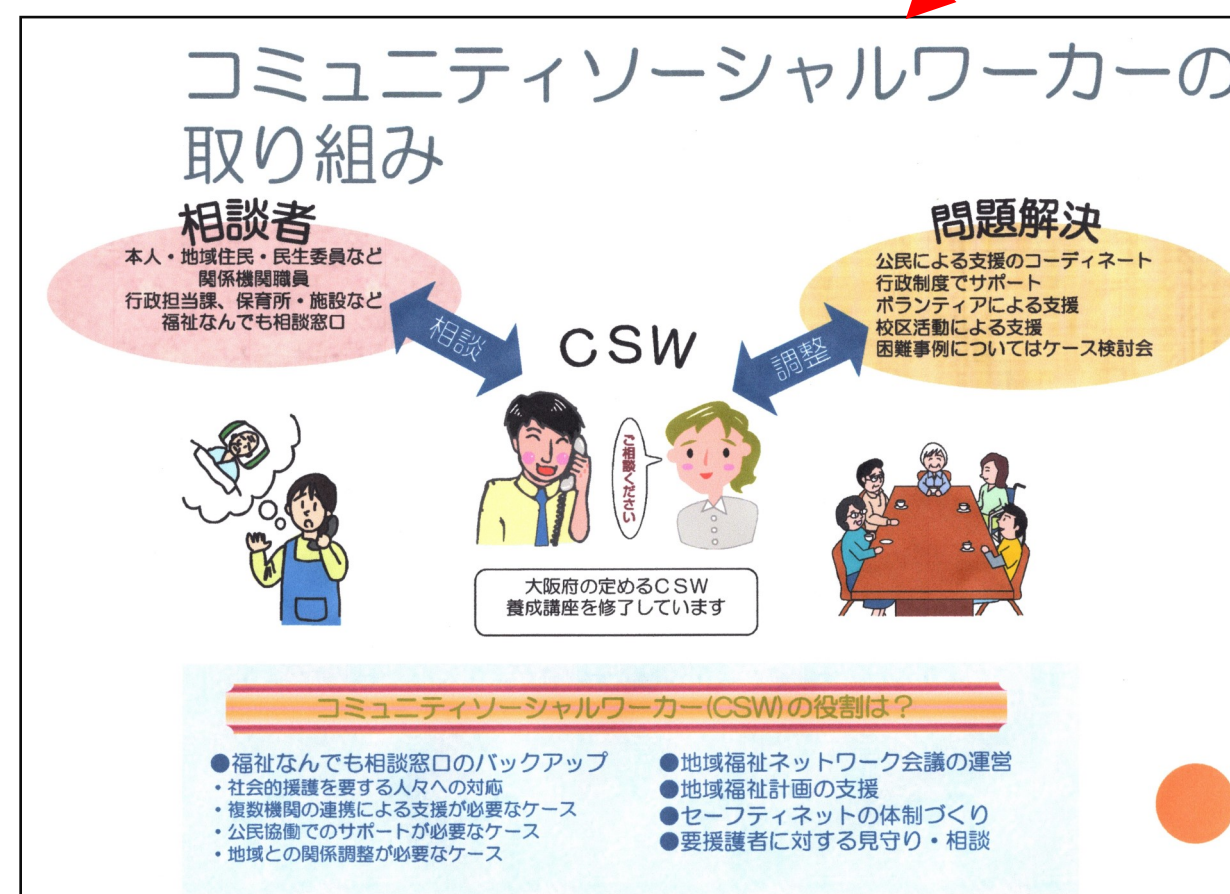 コミュニティソーシャルワーカーの
取り組み
相談者
本人・地域住民・民生委員など
関係機関職員
行政担当課、保育所・施設など
福祉なんでも相談窓口
相談
CSW
調整
問題解決
公民による支援のコーディネート
行政制度でサポート
ボランティアによる支援
校区活動による支援
困難事例についてはケース検討会
ご相談ください
大阪府の定めるCSW
養成講座を修了しています
コミュニティソーシャルワーカー(CSW)の役割は?
●福祉なんでも相談窓口のバックアップ
・社会的援護を要する人々への対応
・複数機関の連携による支援が必要なケース
・公民協働でのサポートが必要なケース
・地域との関係調整が必要なケース
●地域福祉ネットワーク会議の運営
●地域福祉計画の支援
●セーフティネットの体制づくり
●要援護者に対する見守り・相談